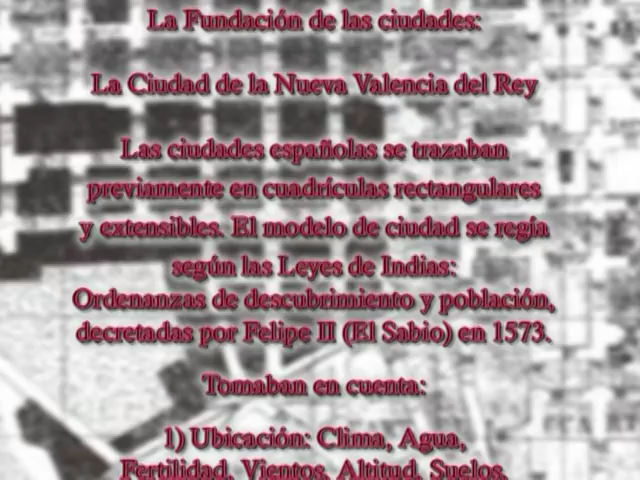 La Fundación de las ciudades:
La Ciudad de la Nueva Valencia del Rey
Las ciudades españolas se trazaban
previamente en cuadrículas rectangulares
y extensibles. El modelo de ciudad se regía
según las Leyes de Indias:
Ordenanzas de descubrimiento y población,
decretadas por Felipe II (El Sabio) en 1573.
Tomaban en cuenta:
1) Ubicación: Clima, Agua,
Fertilidad, Vientos, Altitud, Suelos,